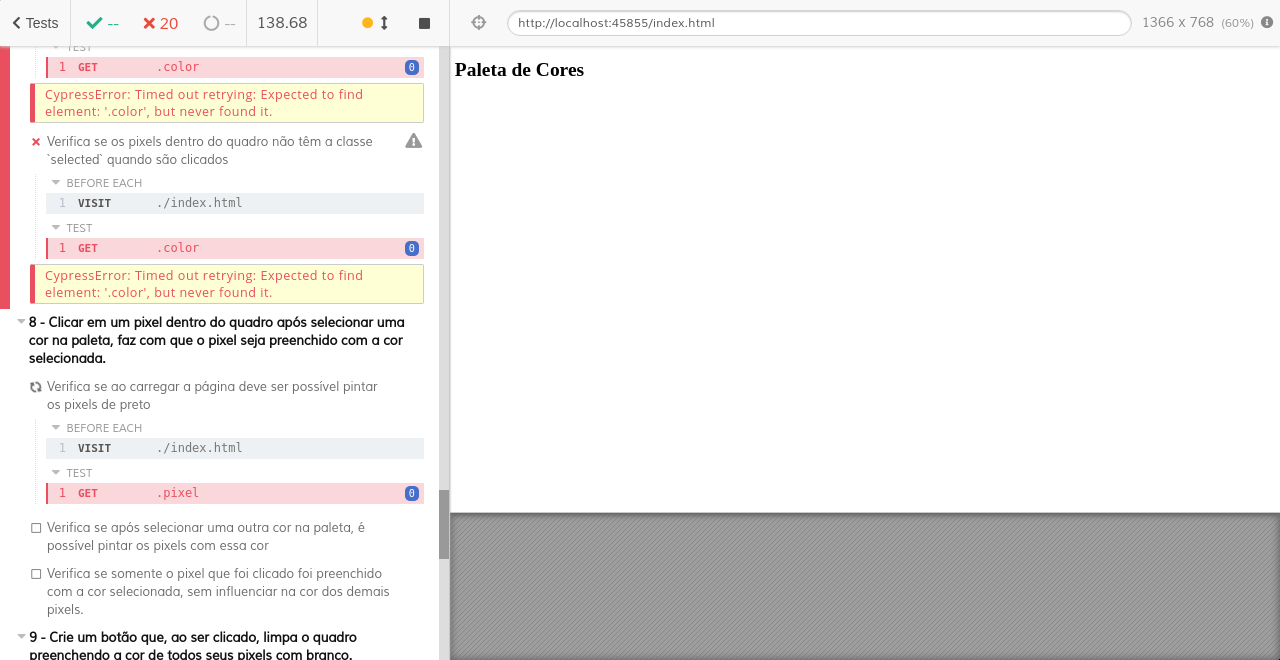 Tests
--
20
--
138.68
http://localhost:45855/index.html
1366 x 768 (60%)
TEST
1 GET .color 0
CypressError: Timed out retrying: Expected to find
element: '.color', but never found it.
Verifica se os pixels dentro do quadro não têm a classe
`selected` quando são clicados
BEFORE EACH
1 VISIT ./index.html
TEST
1 GET .color 0
CypressError: Timed out retrying: Expected to find
element: '.color', but never found it.
8 - Clicar em um pixel dentro do quadro após selecionar uma
cor na paleta, faz com que o pixel seja preenchido com a cor
selecionada.
Verifica se ao carregar a página deve ser possível pintar
os pixels de preto
BEFORE EACH
1 VISIT ./index.html
TEST
1 GET .pixel 0
Verifica se após selecionar uma outra cor na paleta, é
possível pintar os pixels com essa cor
Verifica se somente o pixel que foi clicado foi preenchido
com a cor selecionada, sem influenciar na cor dos demais
pixels.
9 - Crie um botão que, ao ser clicado, limpa o quadro
preenchendo a cor de todos seus pixels com branco.
Paleta de Cores